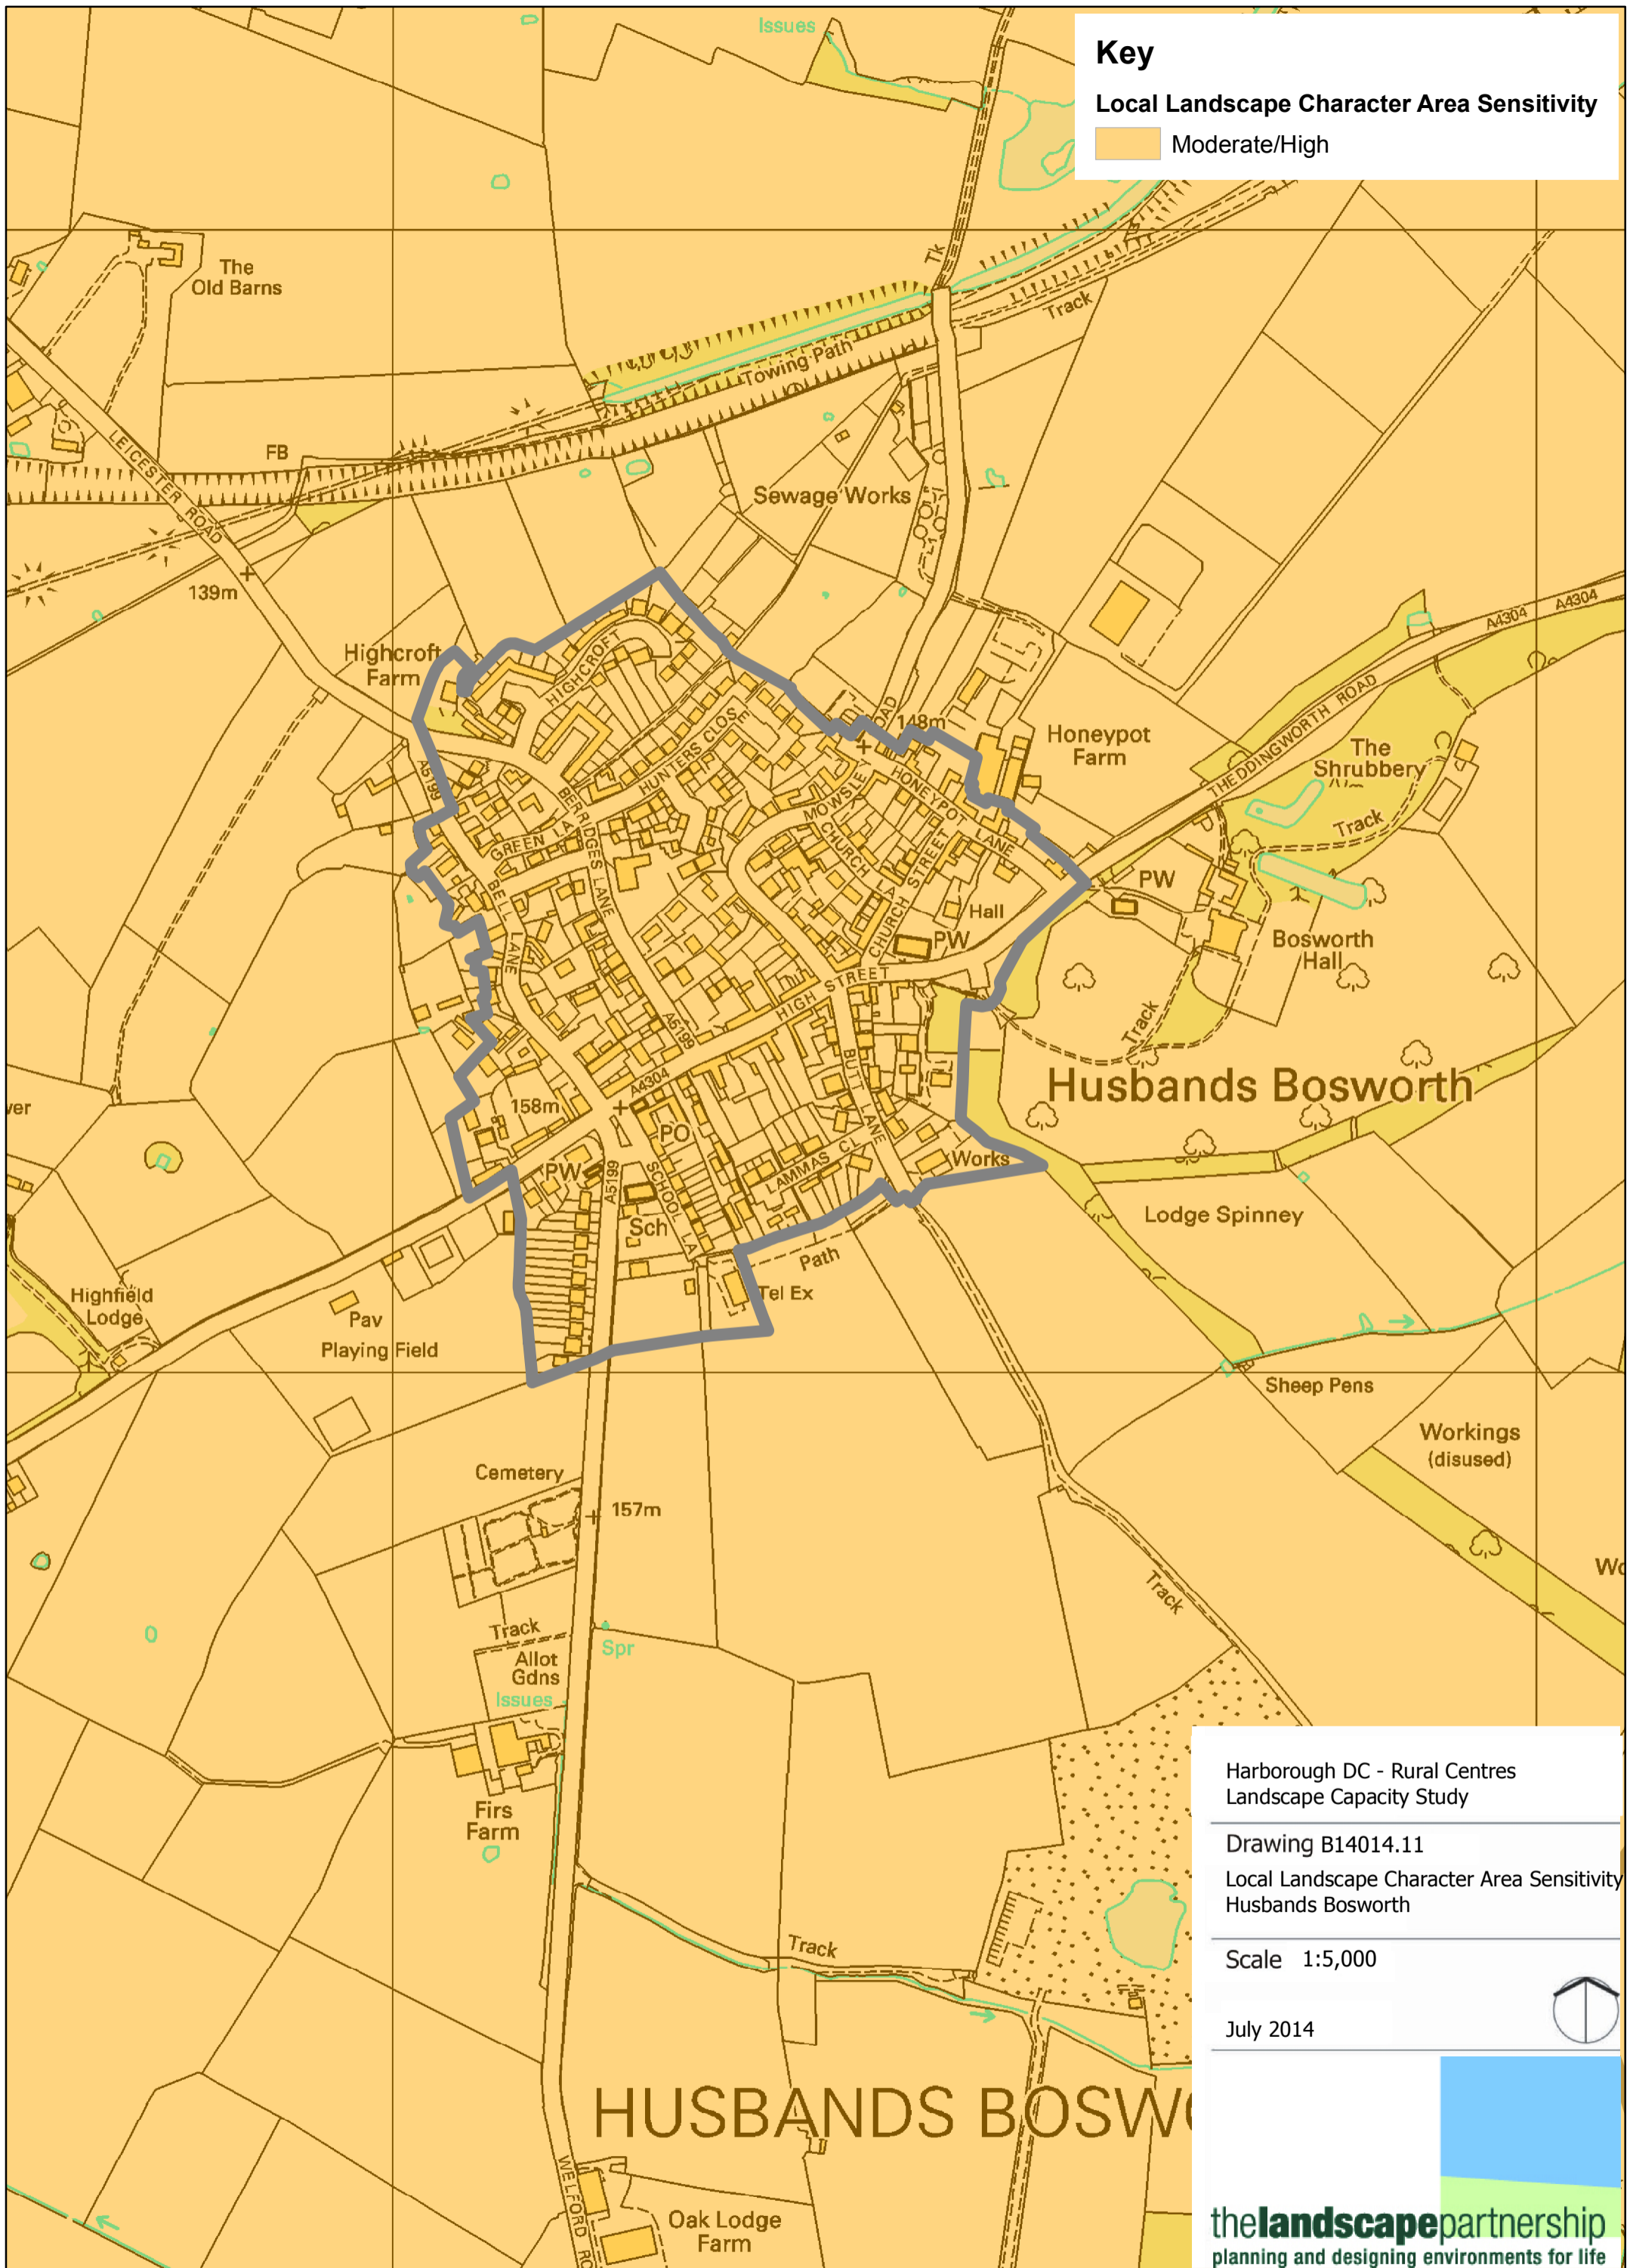 Issues
Key
Local Landscape Character Area Sensitivity
Moderate/High
The
Old Barns
Tk
Track
Towing Path
LEICESTER ROAD
FB
Sewage Works
139m
Highcroft
Farm
HIGHCROFT
A4304
A4304
148m
Honeypot
Farm
THEDDINGWORTH ROAD
The
Shrubbery
Track
A5199
HUNTERS CLOSE
MOWSLEY ROAD
HONEYPOT LANE
GREEN LA
BERRIDGES LANE
CHURCH LA
CHURCH STREET
BELL LANE
Hall
PW
PW
Bosworth
Hall
HIGH STREET
Track
A5199
BUTT LANE
A4304
158m
Husbands Bosworth
PO
PW
A5199
SCHOOL LA
LAMMAS CL
Works
Sch
Lodge Spinney
Path
Tel Ex
Highfield
Lodge
Pav
Playing Field
Sheep Pens
Workings
(disused)
Cemetery
157m
Track
Track
Spr
Allot
Gdns
Issues
Firs
Farm
Track
HUSBANDS BOSWO
WELFORD RO
Oak Lodge
Farm
Harborough DC - Rural Centres
Landscape Capacity Study
Drawing B14014.11
Local Landscape Character Area Sensitivity
Husbands Bosworth
Scale 1:5,000
July 2014
thelandscapepartnership
planning and designing environments for life